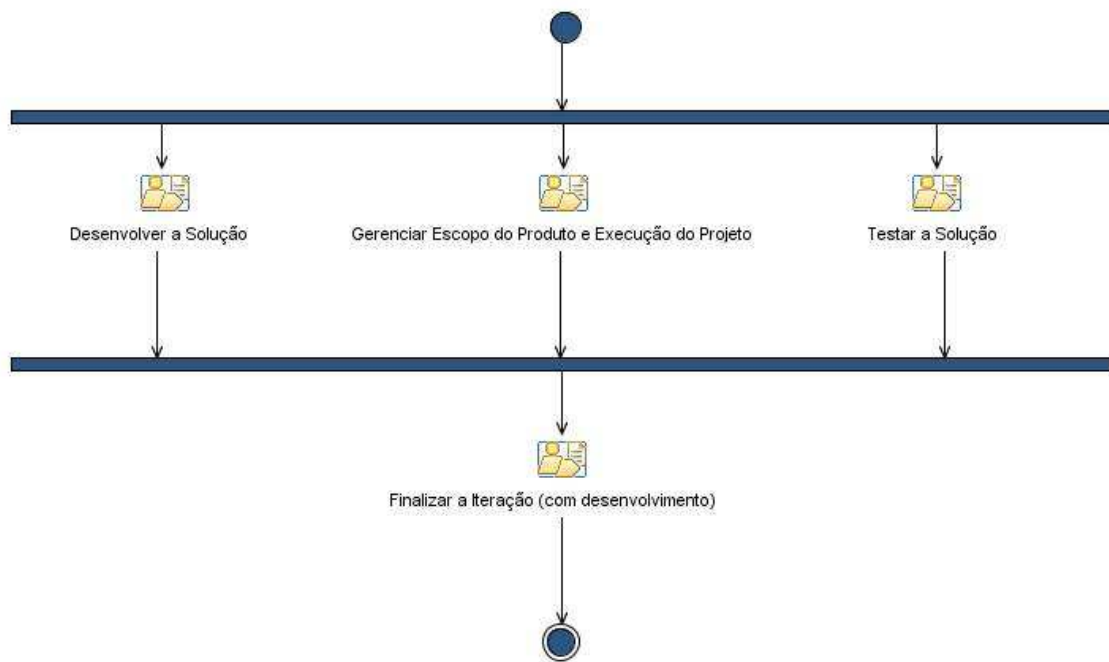 Desenvolver a Solução
Gerenciar Escopo do Produto e Execução do Projeto
Testar a Solução
Finalizar a Iteração (com desenvolvimento)